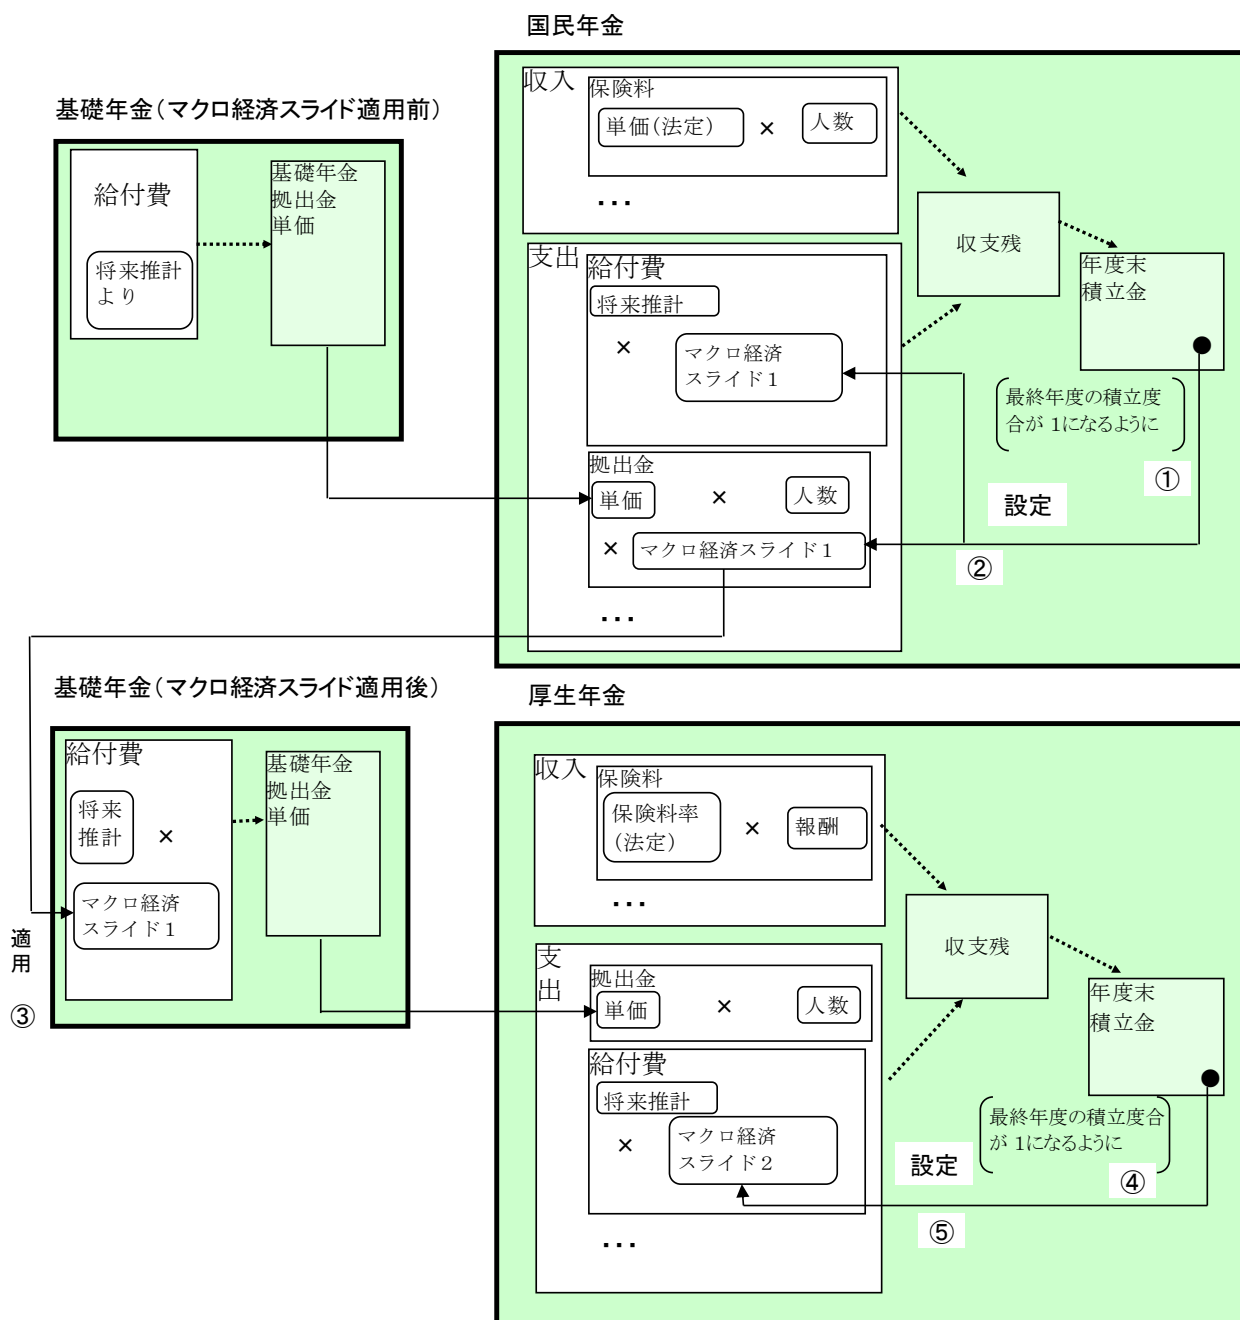 国民年金
収入
保険料
単価(法定)
×
人数
・・・
基礎年金(マクロ経済スライド適用前)
給付費
将来推計
より
基礎年金
拠出金
単価
支出
給付費
将来推計
×
マクロ経済
スライド1
拠出金
単価
×
人数
×
マクロ経済スライド1
・・・
収支残
年度末
積立金
最終年度の積立度
合が 1になるように
①
設定
②
基礎年金(マクロ経済スライド適用後)
給付費
将来
推計
×
マクロ経済
スライド1
基礎年金
拠出金
単価
適
用
③
厚生年金
収入
保険料
保険料率
(法定)
×
報酬
・・・
支
出
拠出金
単価
×
人数
給付費
将来推計
×
マクロ経済
スライド2
・・・
収支残
年度末
積立金
最終年度の積立度合
が 1になるように
設定
④
⑤